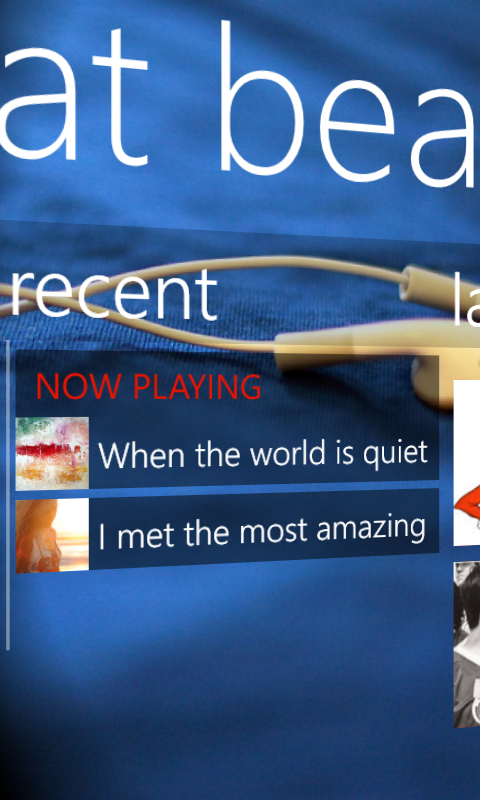 at bea
recent
la
NOW PLAYING
When the world is quiet
I met the most amazing